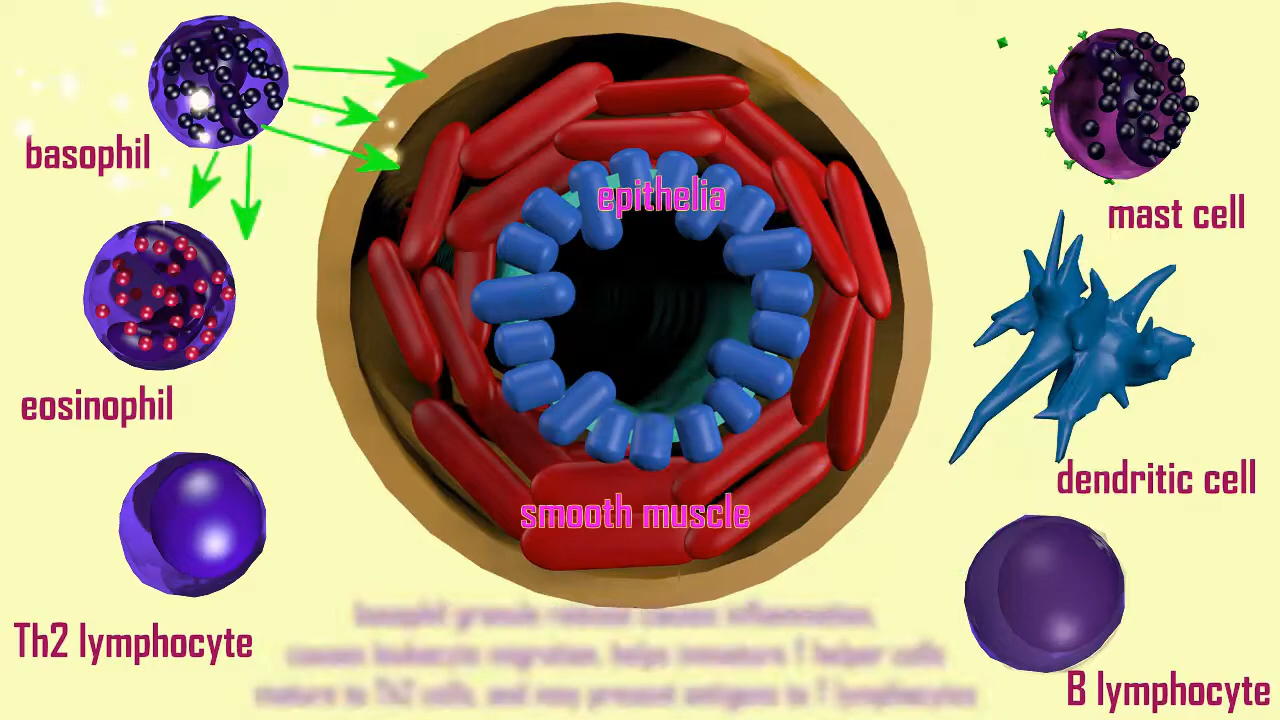 basophil
eosinophil
Th2 lymphocyte
epithelia
smooth muscle
mast cell
dendritic cell
B lymphocyte
basophil granule release causes inflammation,
causes leukocyte migration, helps immature T helper cells
mature to Th2 cells, and may present antigens to T lymphocytes